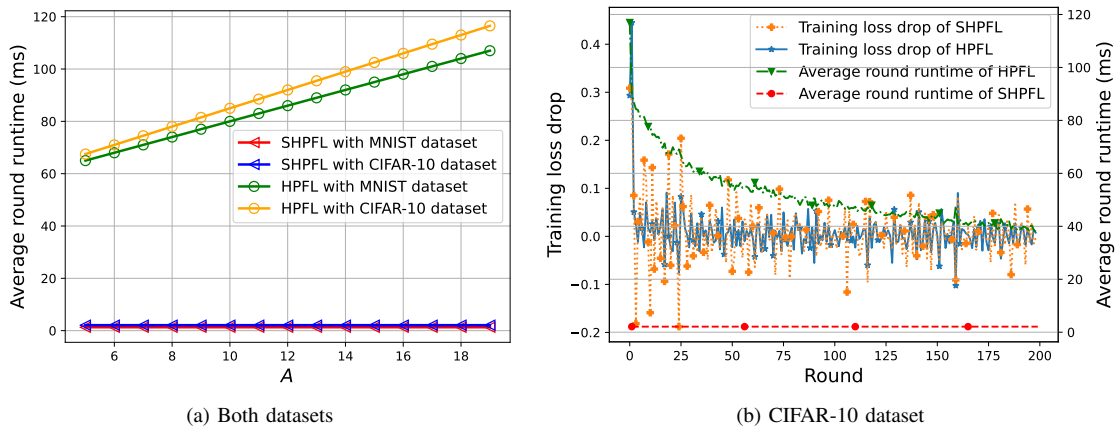 120
100
80
60
40
20
0
6
8
10
12
14
16
18
Average round runtime (ms)
A
SHPFL with MNIST dataset
SHPFL with CIFAR-10 dataset
HPFL with MNIST dataset
HPFL with CIFAR-10 dataset
(a) Both datasets
0.4
0.3
0.2
0.1
0.0
−0.1
−0.2
0
25
50
75
100
125
150
175
200
120
100
80
60
40
20
0
Training loss drop
Round
Average round runtime (ms)
Training loss drop of SHPFL
Training loss drop of HPFL
Average round runtime of HPFL
Average round runtime of SHPFL
(b) CIFAR-10 dataset